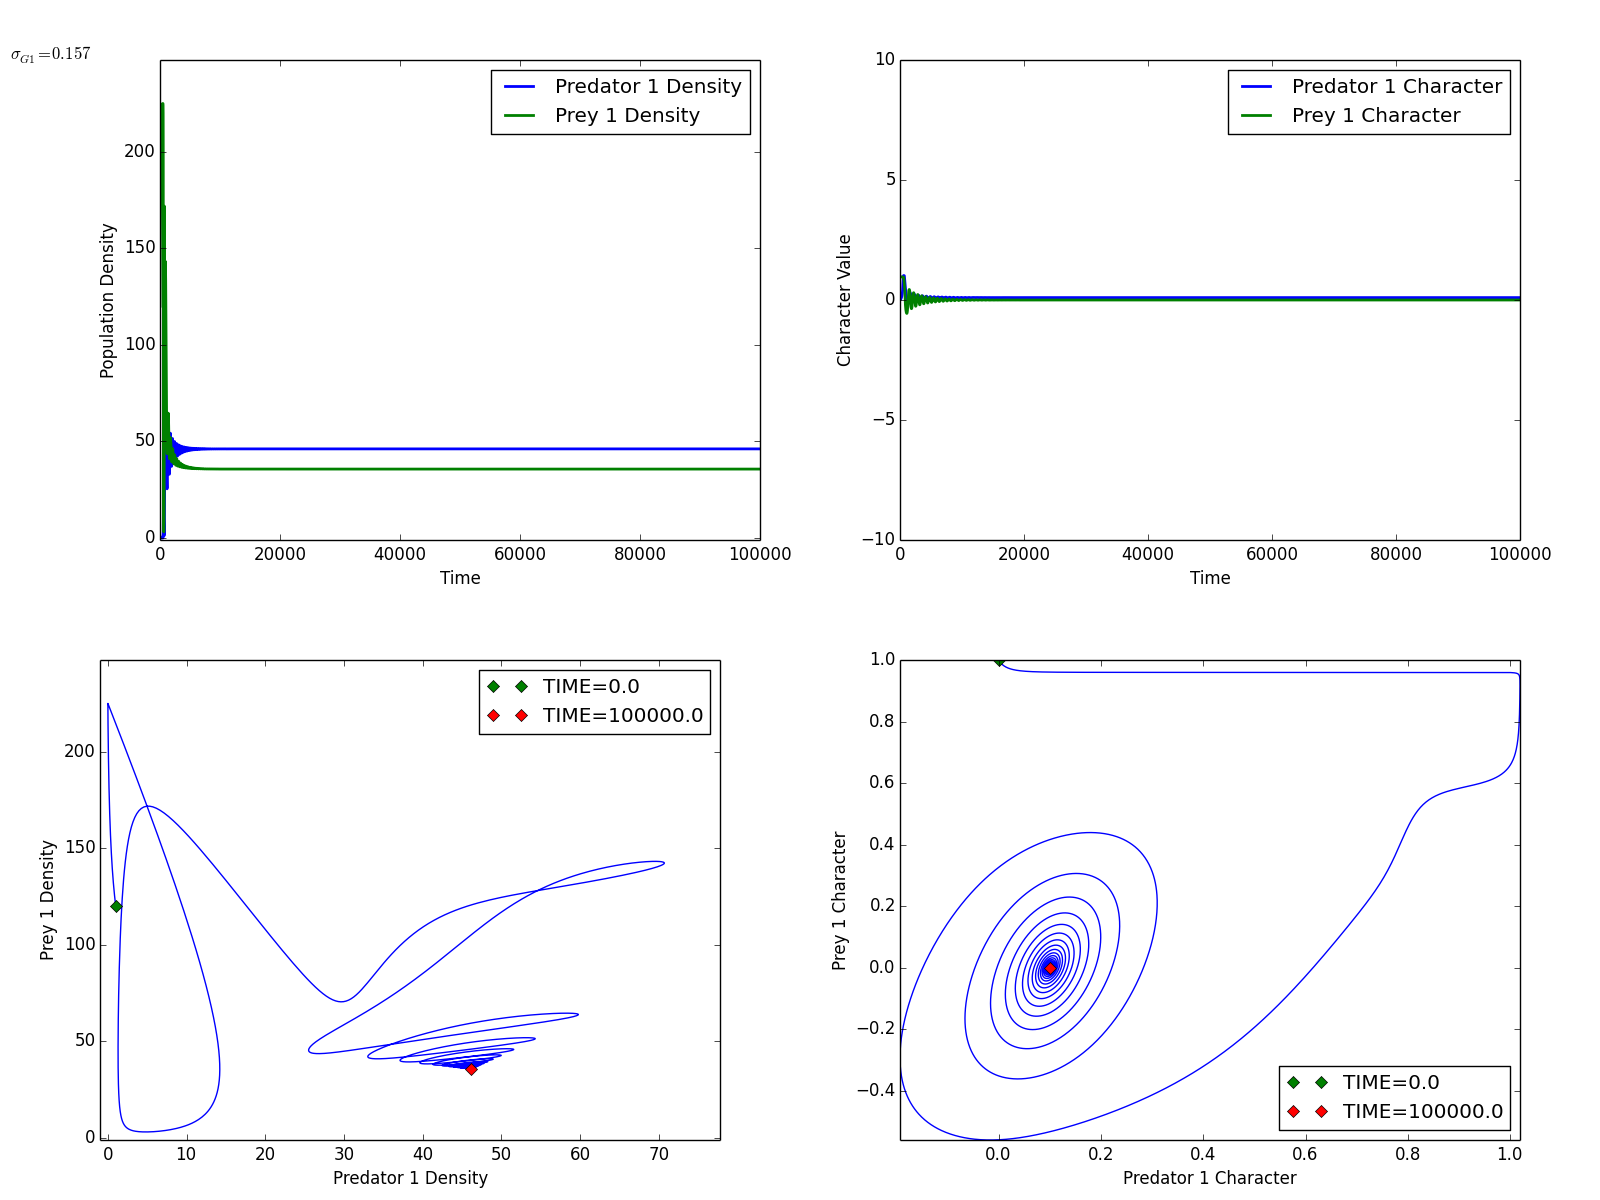 σ_{G1}=0.157
Predator 1 Density
Prey 1 Density
200
150
100
50
0
Population Density
0 20000 40000 60000 80000 100000
Time
Predator 1 Character
Prey 1 Character
10
5
0
−5
−10
Character Value
0 20000 40000 60000 80000 100000
Time
TIME=0.0
TIME=100000.0
200
150
100
50
0
Prey 1 Density
0 10 20 30 40 50 60 70
Predator 1 Density
1.0
0.8
0.6
0.4
0.2
0.0
−0.2
−0.4
Prey 1 Character
TIME=0.0
TIME=100000.0
0.0 0.2 0.4 0.6 0.8 1.0
Predator 1 Character